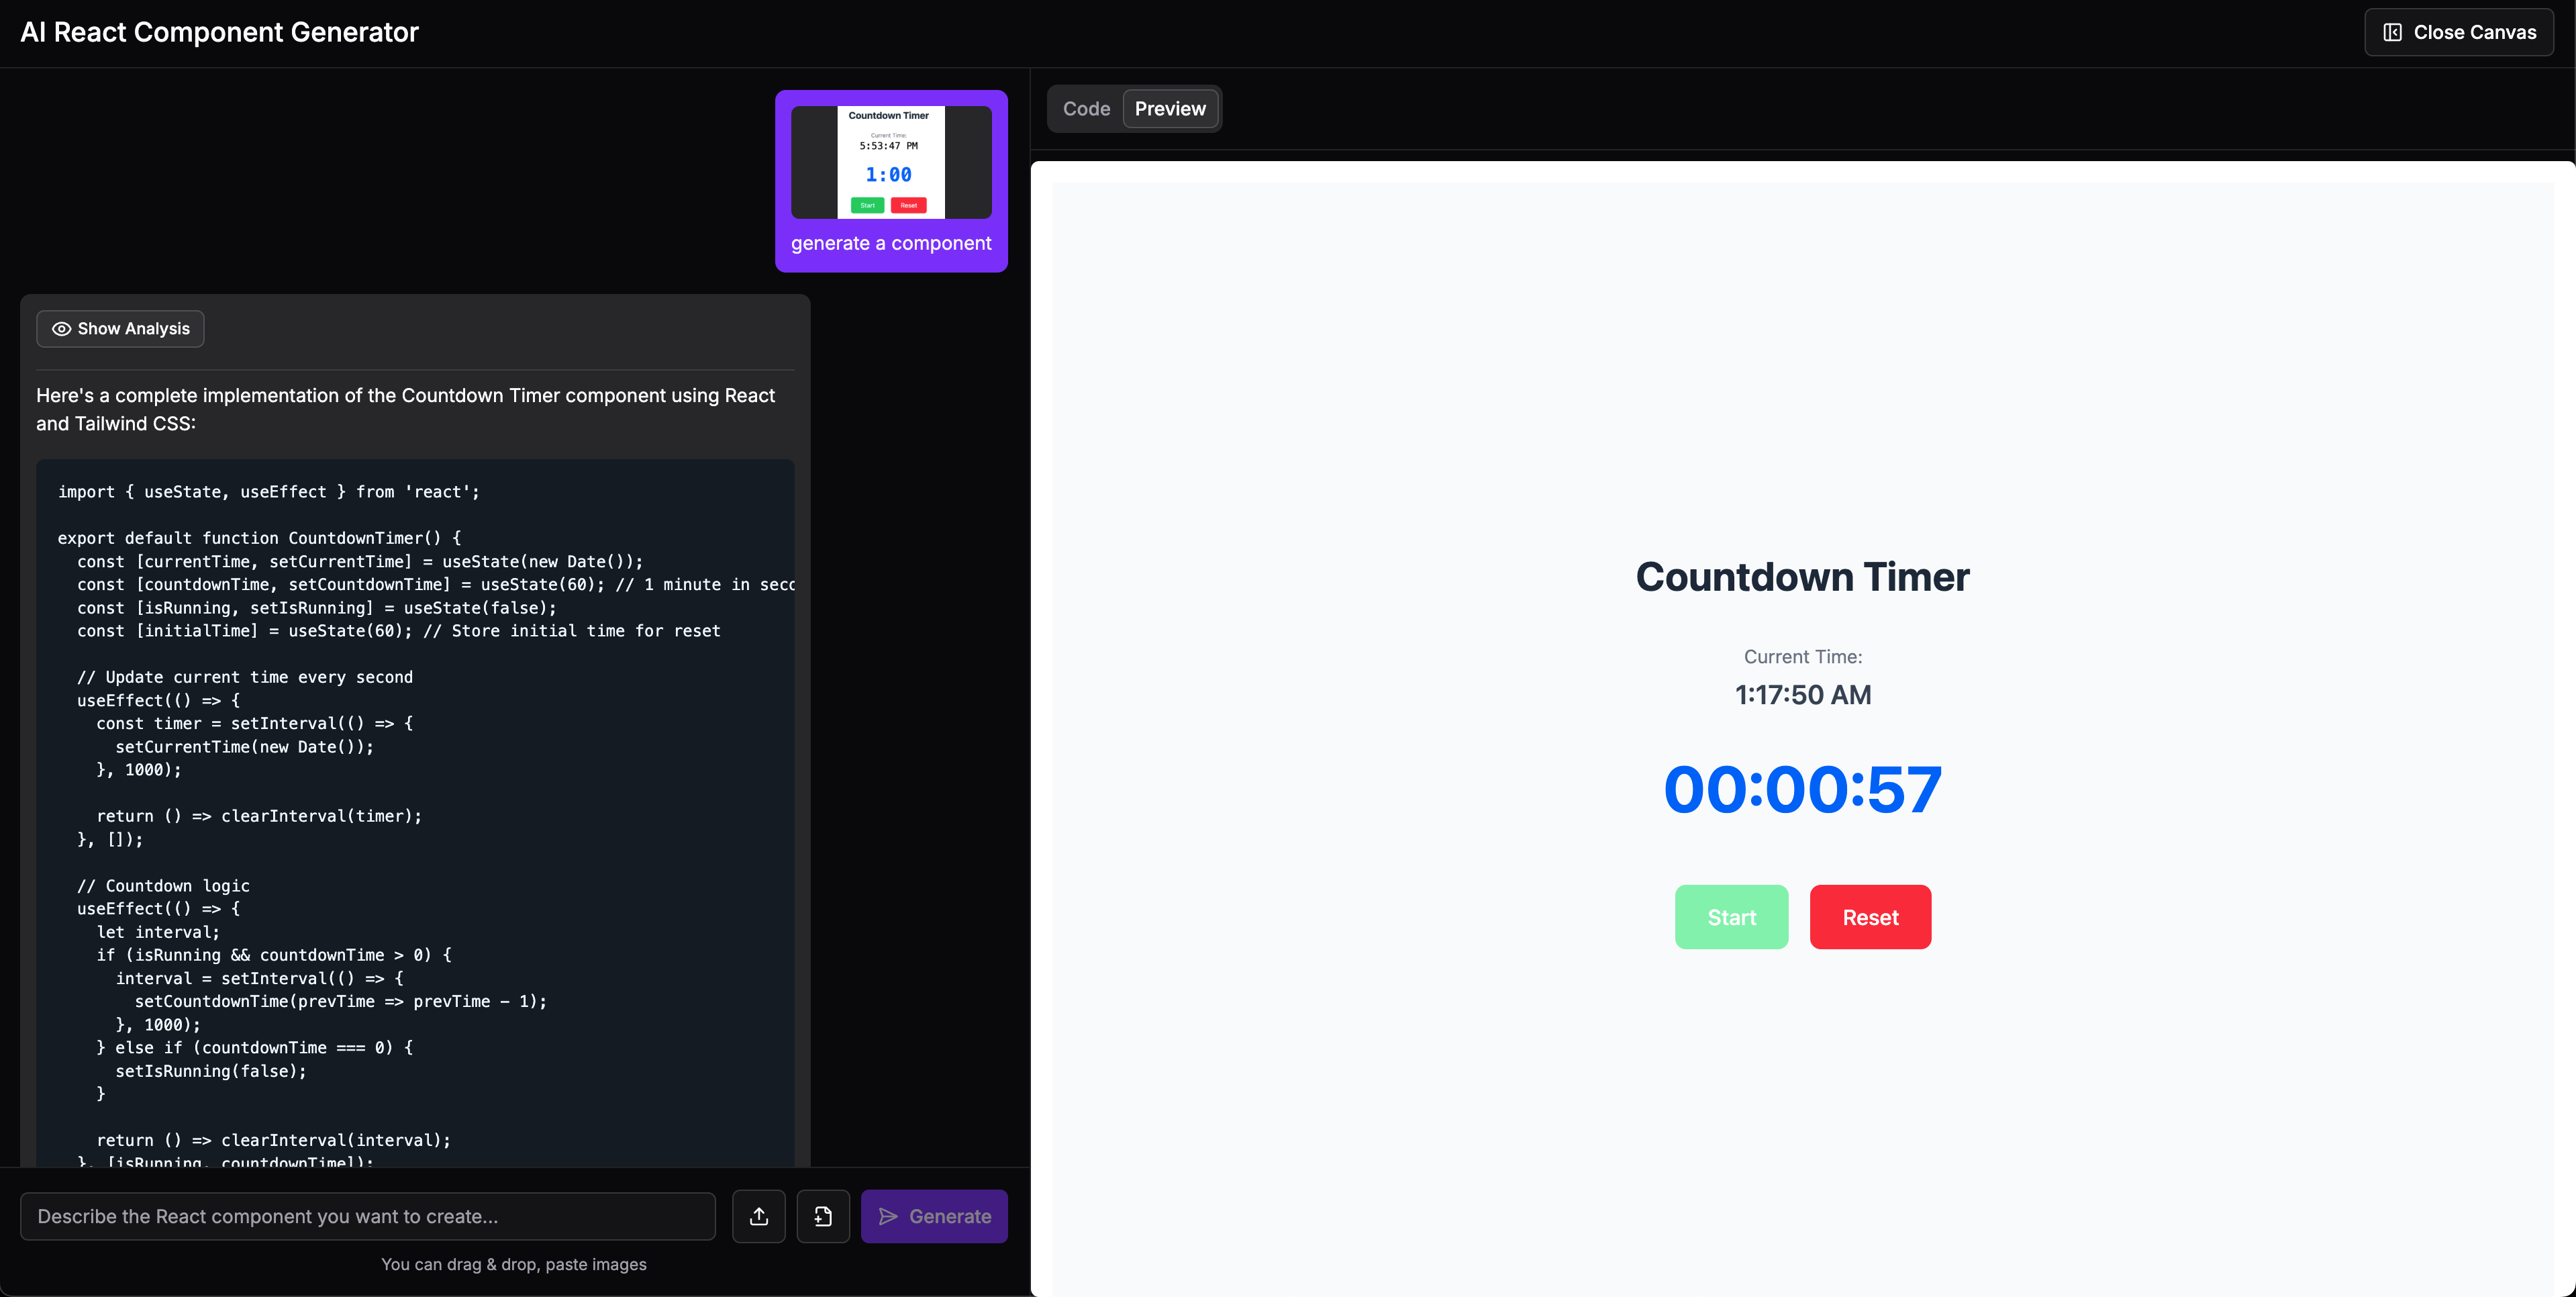 AI React Component Generator
Close Canvas
Countdown Timer
Current Time:
5:53:47 PM
1:00
Start Reset
generate a component
Show Analysis
Here's a complete implementation of the Countdown Timer component using React
and Tailwind CSS:
import { useState, useEffect } from 'react';
export default function CountdownTimer() {
const [currentTime, setCurrentTime] = useState(new Date());
const [countdownTime, setCountdownTime] = useState(60); // 1 minute in seco
const [isRunning, setIsRunning] = useState(false);
const [initialTime] = useState(60); // Store initial time for reset
// Update current time every second
useEffect(() => {
const timer = setInterval(() => {
setCurrentTime(new Date());
}, 1000);
return () => clearInterval(timer);
}, []);
// Countdown logic
useEffect(() => {
let interval;
if (isRunning && countdownTime > 0) {
interval = setInterval(() => {
setCountdownTime(prevTime => prevTime - 1);
}, 1000);
} else if (countdownTime === 0) {
setIsRunning(false);
}
return () => clearInterval(interval);
}, [isRunning, countdownTime]);
Describe the React component you want to create...
Generate
You can drag & drop, paste images
Code Preview
Countdown Timer
Current Time:
1:17:50 AM
00:00:57
Start Reset